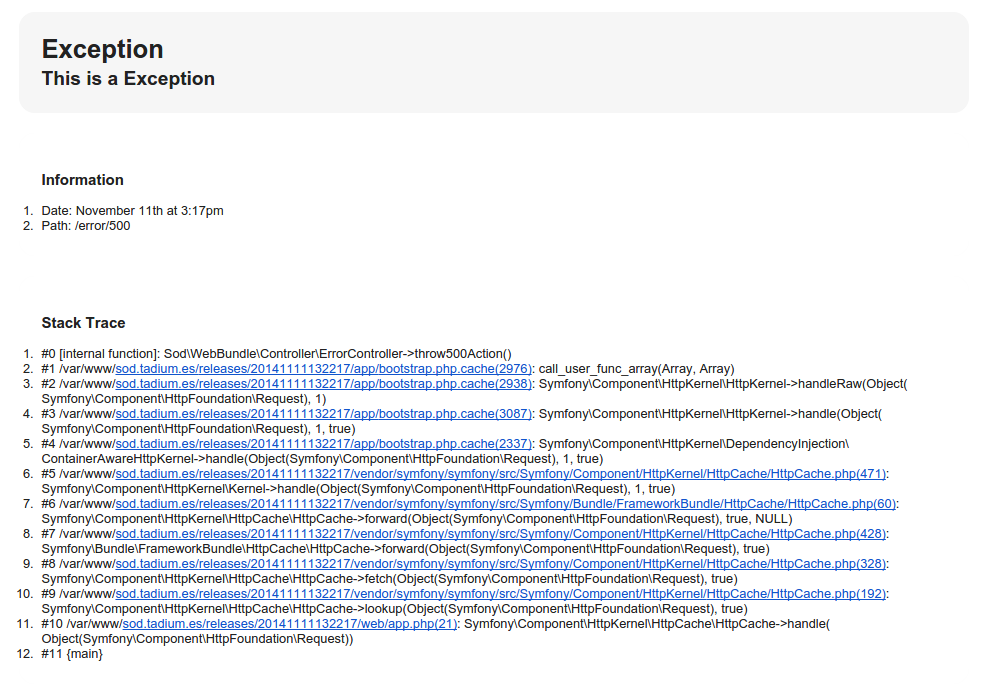 Exception
This is a Exception
Information
1. Date: November 11th at 3:17pm
2. Path: /error/500
Stack Trace
1. #0 [internal function]: Sod\WebBundle\Controller\ErrorController->throw500Action()
2. #1 /var/www/sod.tadium.es/releases/20141111132217/app/bootstrap.php.cache(2976): call_user_func_array(Array, Array)
3. #2 /var/www/sod.tadium.es/releases/20141111132217/app/bootstrap.php.cache(2938): Symfony\Component\HttpKernel\HttpKernel->handleRaw(Object(
Symfony\Component\HttpFoundation\Request), 1)
4. #3 /var/www/sod.tadium.es/releases/20141111132217/app/bootstrap.php.cache(3087): Symfony\Component\HttpKernel\HttpKernel->handle(Object(
Symfony\Component\HttpFoundation\Request), 1, true)
5. #4 /var/www/sod.tadium.es/releases/20141111132217/app/bootstrap.php.cache(2337): Symfony\Component\HttpKernel\DependencyInjection\
ContainerAwareHttpKernel->handle(Object(Symfony\Component\HttpFoundation\Request), 1, true)
6. #5 /var/www/sod.tadium.es/releases/20141111132217/vendor/symfony/symfony/src/Symfony/Component/HttpKernel/HttpCache/HttpCache.php(471):
Symfony\Component\HttpKernel\Kernel->handle(Object(Symfony\Component\HttpFoundation\Request), 1, true)
7. #6 /var/www/sod.tadium.es/releases/20141111132217/vendor/symfony/symfony/src/Symfony/Bundle/FrameworkBundle/HttpCache/HttpCache.php(60):
Symfony\Component\HttpKernel\HttpCache\HttpCache->forward(Object(Symfony\Component\HttpFoundation\Request), true, NULL)
8. #7 /var/www/sod.tadium.es/releases/20141111132217/vendor/symfony/symfony/src/Symfony/Component/HttpKernel/HttpCache/HttpCache.php(428):
Symfony\Bundle\FrameworkBundle\HttpCache\HttpCache->forward(Object(Symfony\Component\HttpFoundation\Request), true)
9. #8 /var/www/sod.tadium.es/releases/20141111132217/vendor/symfony/symfony/src/Symfony/Component/HttpKernel/HttpCache/HttpCache.php(328):
Symfony\Component\HttpKernel\HttpCache\HttpCache->fetch(Object(Symfony\Component\HttpFoundation\Request), true)
10. #9 /var/www/sod.tadium.es/releases/20141111132217/vendor/symfony/symfony/src/Symfony/Component/HttpKernel/HttpCache/HttpCache.php(192):
Symfony\Component\HttpKernel\HttpCache\HttpCache->lookup(Object(Symfony\Component\HttpFoundation\Request), true)
11. #10 /var/www/sod.tadium.es/releases/20141111132217/web/app.php(21): Symfony\Component\HttpKernel\HttpCache\HttpCache->handle(
Object(Symfony\Component\HttpFoundation\Request))
12. #11 {main}